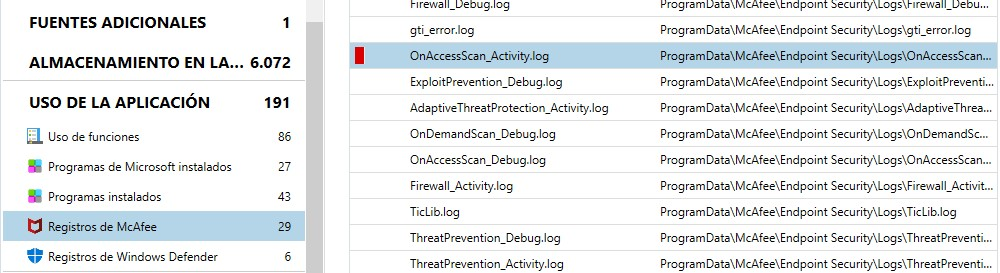 FUENTES ADICIONALES 1
ALMACENAMIENTO EN LA... 6.072
USO DE LA APLICACIÓN 191
Uso de funciones 86
Programas de Microsoft instalados 27
Programas instalados 43
Registros de McAfee 29
Registros de Windows Defender 6
Firewall_Debug.log ProgramData\McAfee\Endpoint Security\Logs\Firewall_Debu...
gti_error.log ProgramData\McAfee\Endpoint Security\Logs\gti_error.log
OnAccessScan_Activity.log ProgramData\McAfee\Endpoint Security\Logs\OnAccessScan...
ExploitPrevention_Debug.log ProgramData\McAfee\Endpoint Security\Logs\ExploitPreventi...
AdaptiveThreatProtection_Activity.log ProgramData\McAfee\Endpoint Security\Logs\AdaptiveThrea...
OnDemandScan_Debug.log ProgramData\McAfee\Endpoint Security\Logs\OnDemandSc...
OnAccessScan_Debug.log ProgramData\McAfee\Endpoint Security\Logs\OnAccessScan...
Firewall_Activity.log ProgramData\McAfee\Endpoint Security\Logs\Firewall_Activit...
TicLib.log ProgramData\McAfee\Endpoint Security\Logs\TicLib.log
ThreatPrevention_Debug.log ProgramData\McAfee\Endpoint Security\Logs\ThreatPreventi...
ThreatPrevention_Activity.log ProgramData\McAfee\Endpoint Security\Logs\ThreatPreventi...